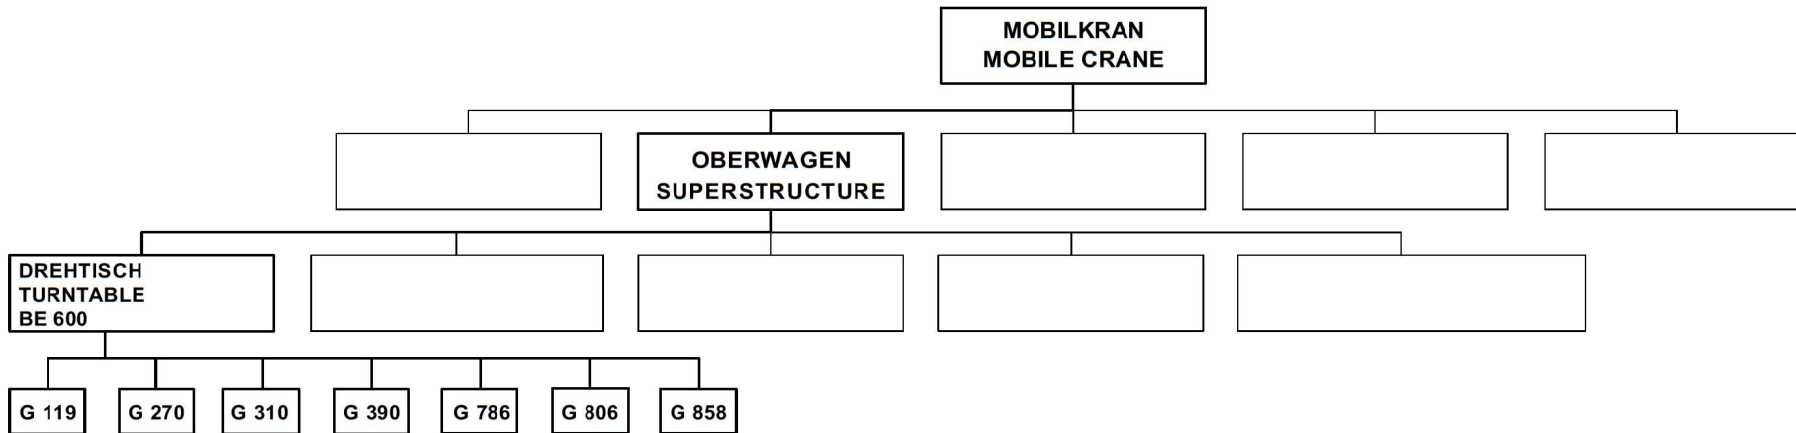 MOBILKRAN
MOBILE CRANE
OBERWAGEN
SUPERSTRUCTURE
DREHTISCH
TURNTABLE
BE 600
G 119
G 270
G 310
G 390
G 786
G 806
G 858